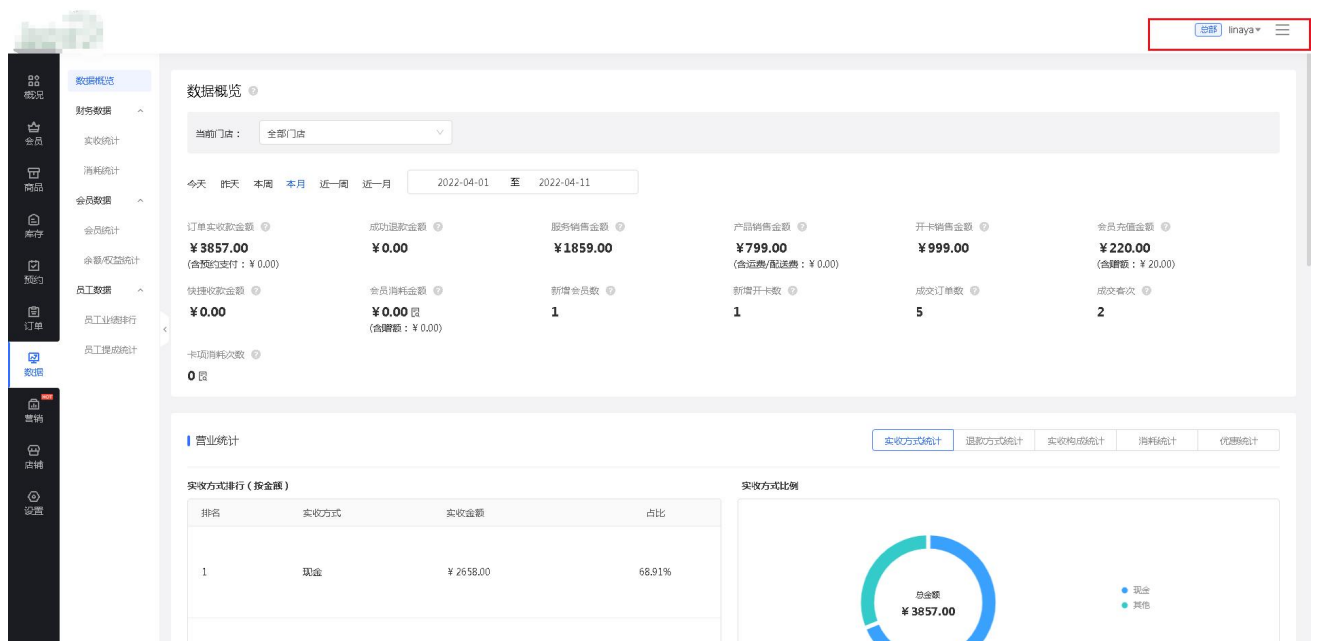 总部 linaya
概况
会员
商品
库存
预约
订单
数据
HOT
营销
店铺
设置
数据概览
财务数据
实收统计
消耗统计
会员数据
会员统计
余额/权益统计
员工数据
员工业绩排行
员工提成统计
数据概览
当前门店： 全部门店
今天 昨天 本周 本月 近一周 近一月 2022-04-01 至 2022-04-11
订单实收款金额 成功退款金额 服务销售金额 产品销售金额 开卡销售金额 会员充值金额
¥3857.00 ¥0.00 ¥1859.00 ¥799.00 ¥999.00 ¥220.00
(含预约支付：¥0.00) (含运费/配送费：¥0.00) (含赠额：¥20.00)
快捷收款金额 会员消耗金额 新增会员数 新增开卡数 成交订单数 成交客次
¥0.00 ¥0.00 1 1 5 2
(含赠额：¥0.00)
卡项消耗次数
0
营业统计 实收方式统计 退款方式统计 实收构成统计 消耗统计 优惠统计
实收方式排行（按金额） 实收方式比例
排名 实收方式 实收金额 占比
1 现金 ¥2658.00 68.91%
总金额
¥3857.00
现金
其他